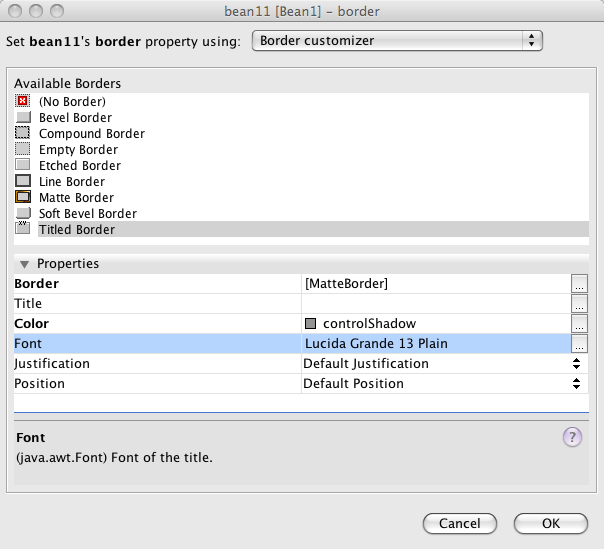 bean11 [Bean1] – border
Set bean11's border property using: Border customizer
Available Borders
(No Border)
Bevel Border
Compound Border
Empty Border
Etched Border
Line Border
Matte Border
Soft Bevel Border
XY Titled Border
Properties
Border [MatteBorder] ...
Title ...
Color controlShadow ...
Font Lucida Grande 13 Plain ...
Justification Default Justification
Position Default Position
Font ?
(java.awt.Font) Font of the title.
Cancel OK